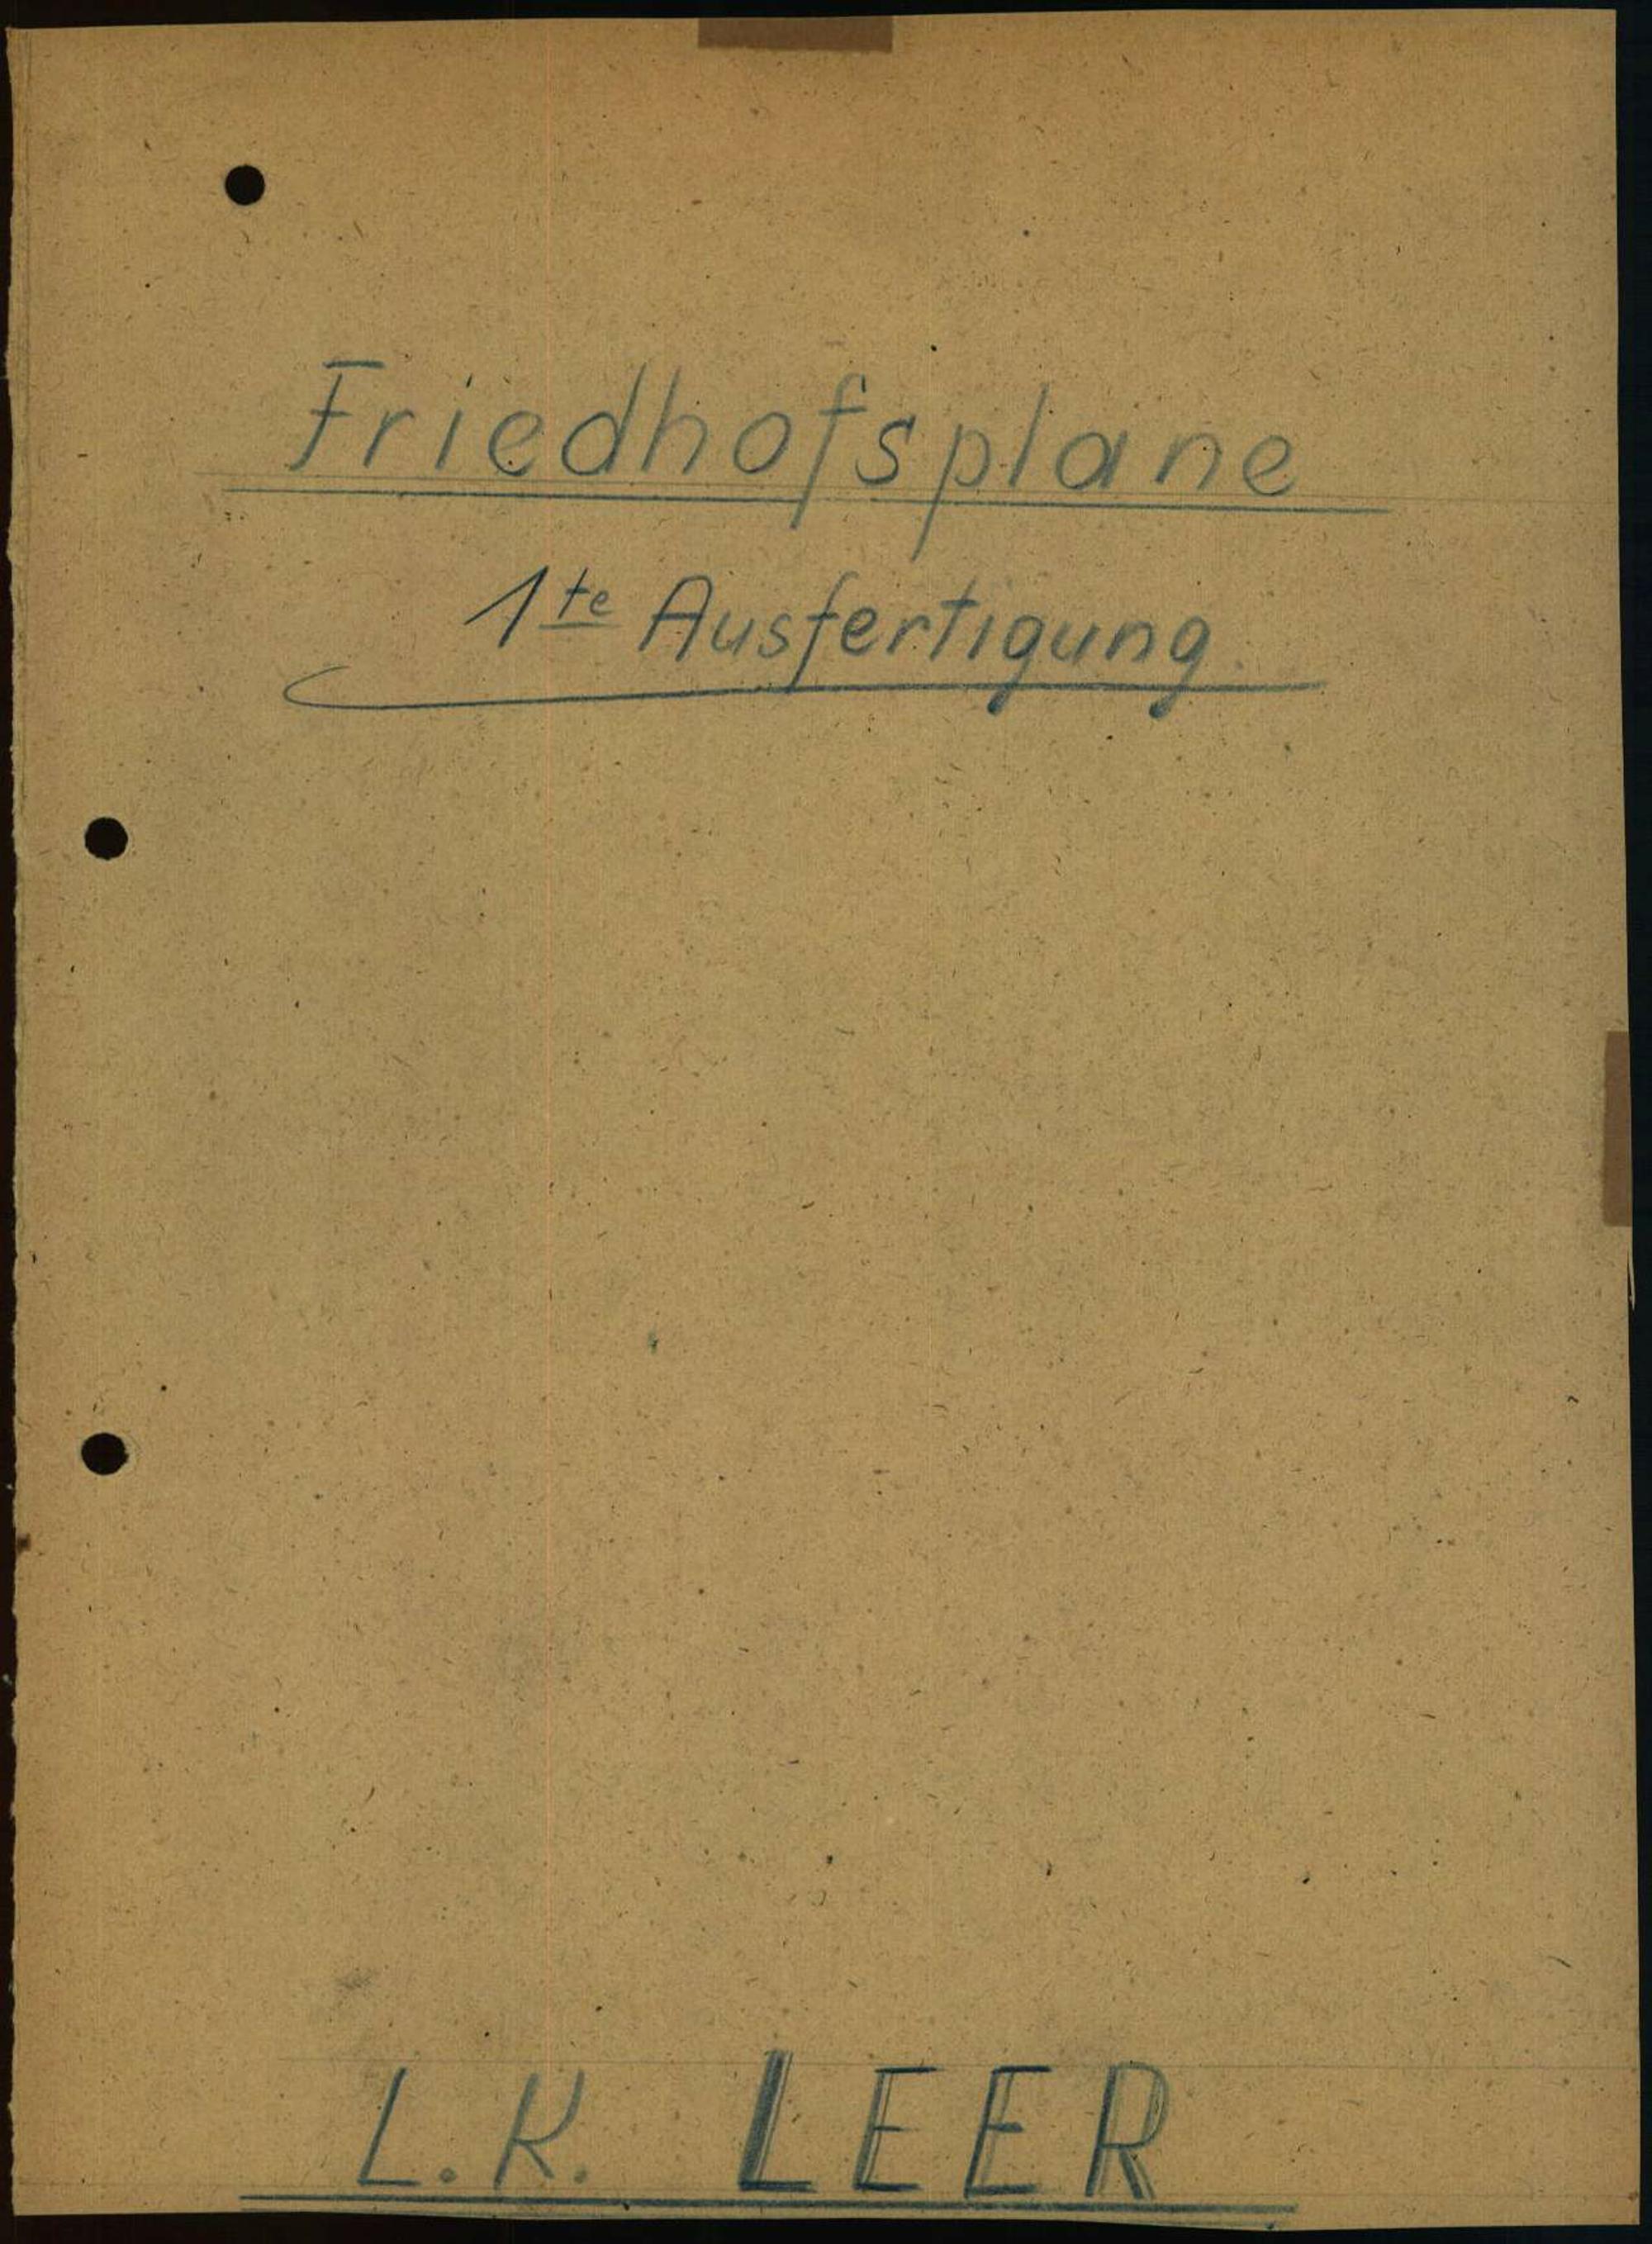 Friedhofsplane
1te Ausfertigung.
L.K. LEER